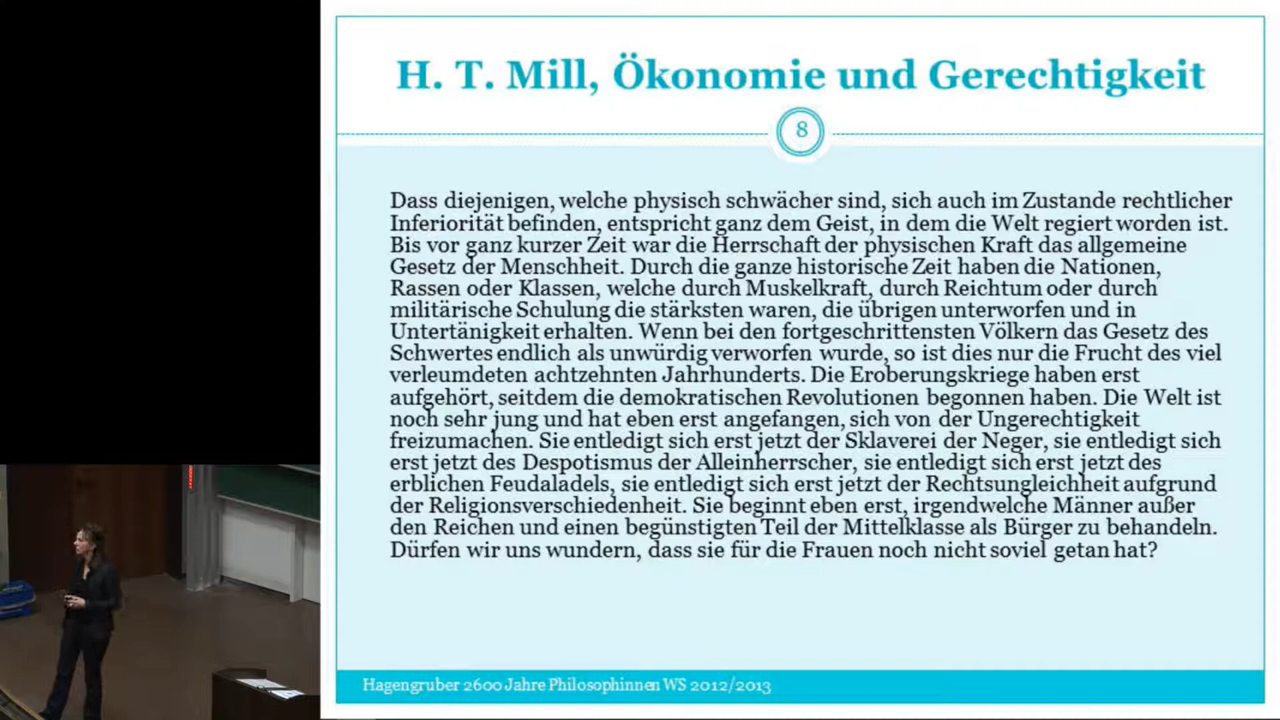 H. T. Mill, Ökonomie und Gerechtigkeit
8
Dass diejenigen, welche physisch schwächer sind, sich auch im Zustande rechtlicher
Inferiorität befinden, entspricht ganz dem Geist, in dem die Welt regiert worden ist.
Bis vor ganz kurzer Zeit war die Herrschaft der physischen Kraft das allgemeine
Gesetz der Menschheit. Durch die ganze historische Zeit haben die Nationen,
Rassen oder Klassen, welche durch Muskelkraft, durch Reichtum oder durch
militärische Schulung die stärksten waren, die übrigen unterworfen und in
Untertänigkeit erhalten. Wenn bei den fortgeschrittensten Völkern das Gesetz des
Schwertes endlich als unwürdig verworfen wurde, so ist dies nur die Frucht des viel
verleumdeten achtzehnten Jahrhunderts. Die Eroberungskriege haben erst
aufgehört, seitdem die demokratischen Revolutionen begonnen haben. Die Welt ist
noch sehr jung und hat eben erst angefangen, sich von der Ungerechtigkeit
freizumachen. Sie entledigt sich erst jetzt der Sklaverei der Neger, sie entledigt sich
erst jetzt des Despotismus der Alleinherrscher, sie entledigt sich erst jetzt des
erblichen Feudaladels, sie entledigt sich erst jetzt der Rechtsungleichheit aufgrund
der Religionsverschiedenheit. Sie beginnt eben erst, irgendwelche Männer außer
den Reichen und einen begünstigten Teil der Mittelklasse als Bürger zu behandeln.
Dürfen wir uns wundern, dass sie für die Frauen noch nicht soviel getan hat?
Hagengruber 2600 Jahre Philosophinnen WS 2012/2013